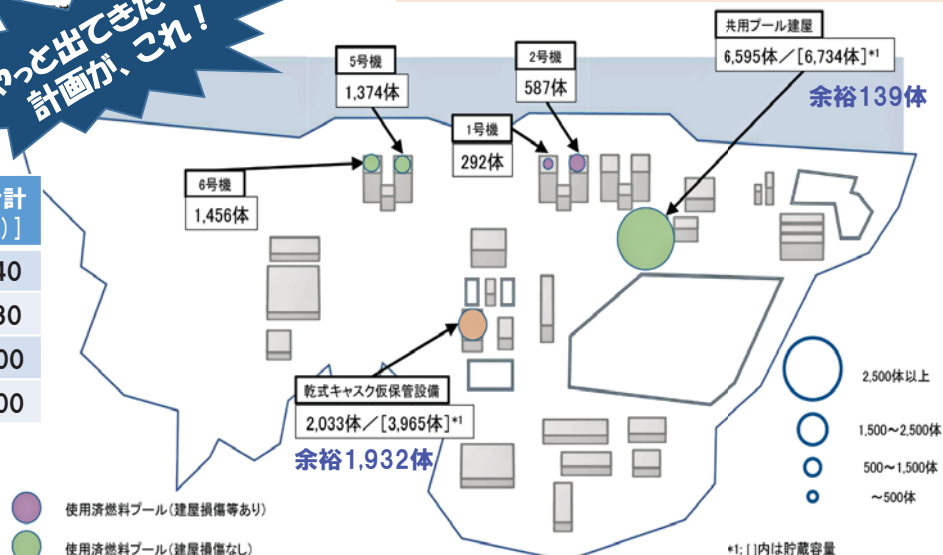 やっと出てきた
計画が、これ！
共用プール建屋
6,595体／[6,734体]*1
余裕139体
5号機
1,374体
2号機
587体
1号機
292体
6号機
1,456体
計
)]
40
30
00
00
乾式キャスク仮保管設備
2,033体／[3,965体]*1
余裕1,932体
2,500体以上
1,500～2,500体
500～1,500体
～500体
使用済燃料プール（建屋損傷等あり）
使用済燃料プール（建屋損傷なし）
*1: [ ]内は貯蔵容量